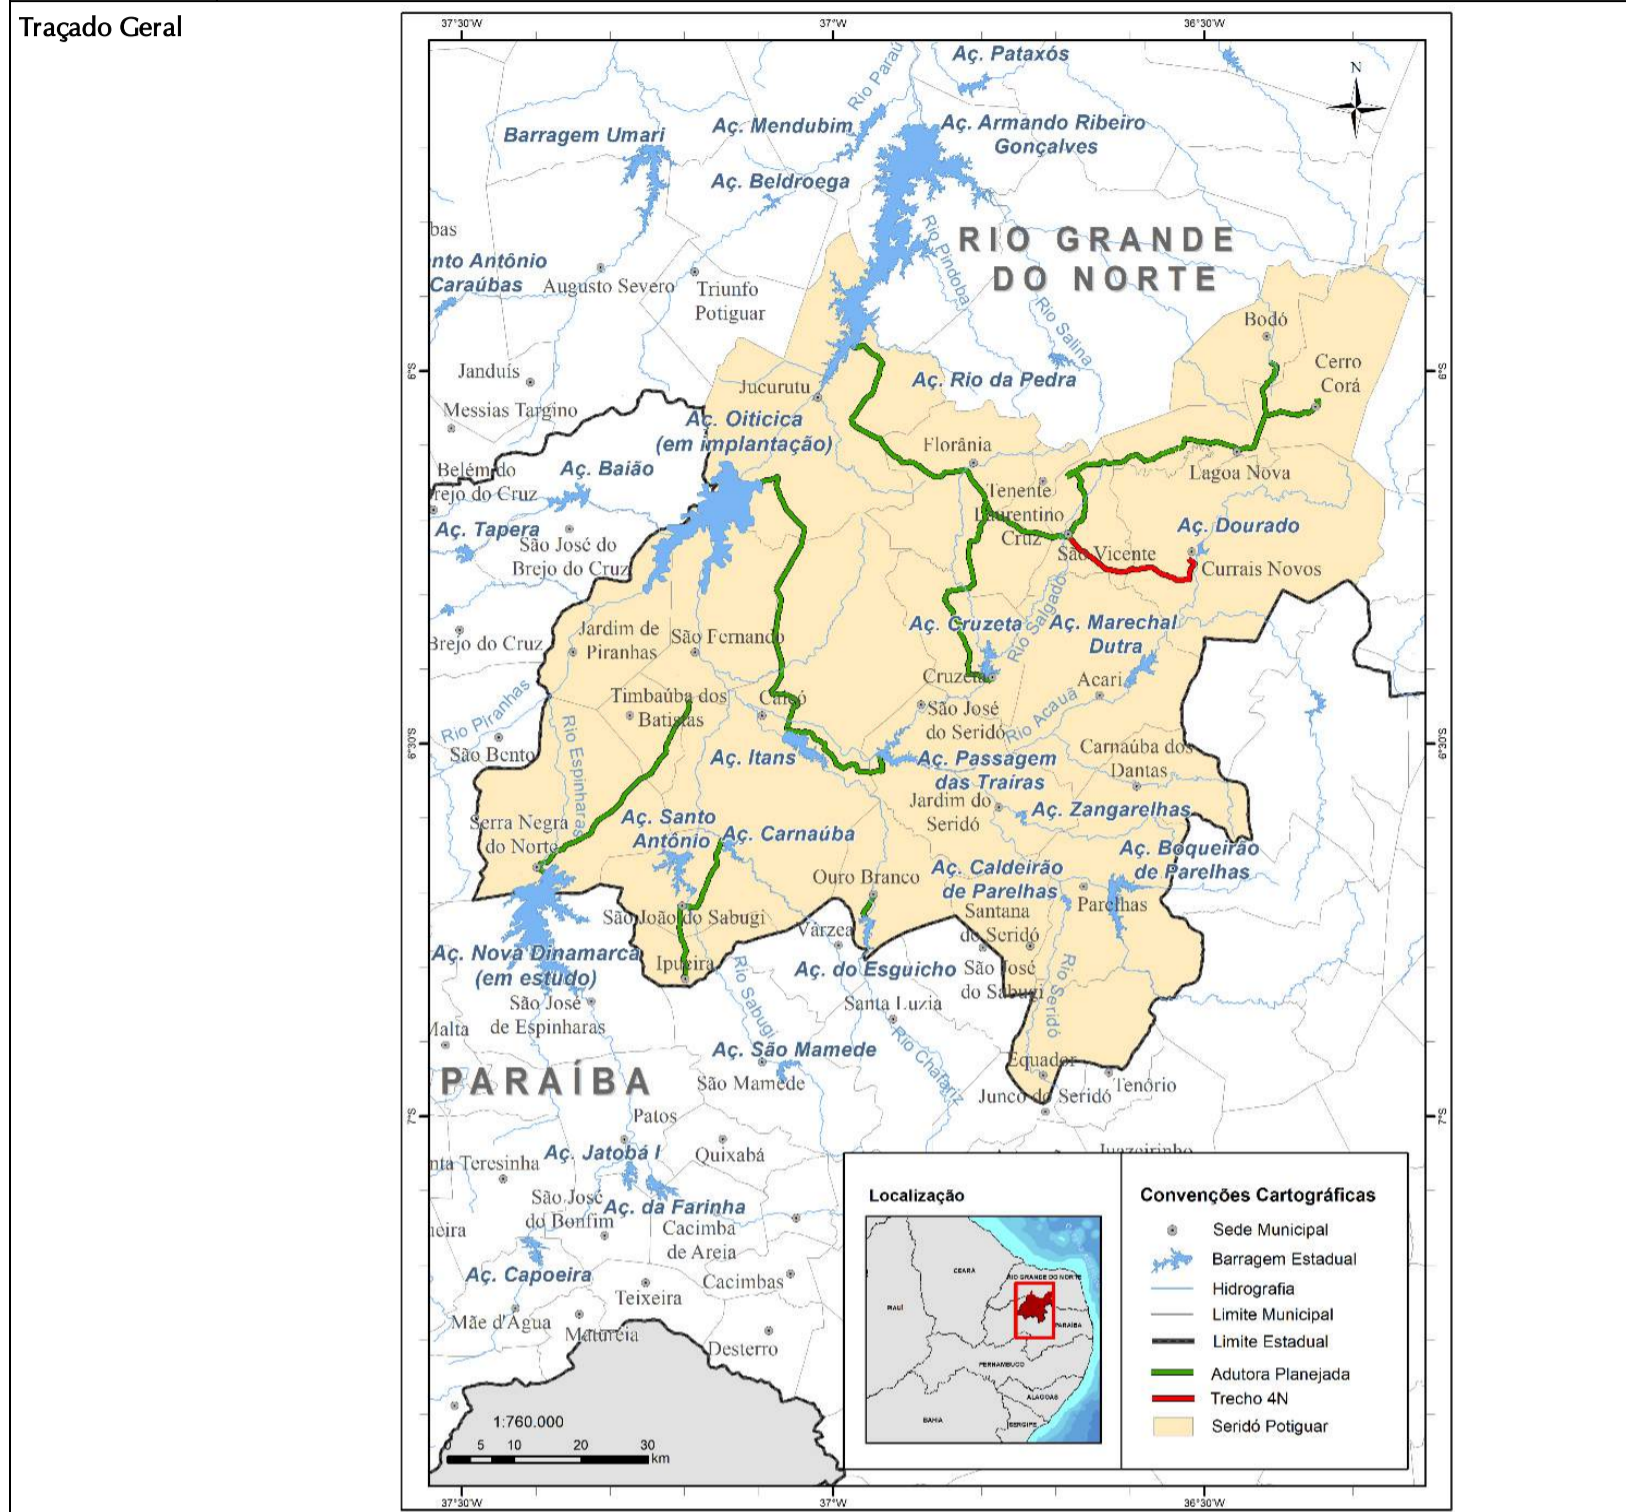 Traçado Geral
37°30'W
37°W
36°30'W
Aç. Pataxós
Rio Paraú
N
Barragem Umari
Aç. Mendubim
Aç. Armando Ribeiro
Gonçalves
Aç. Beldroega
Rio Pindoba
RIO GRANDE
DO NORTE
bas
nto Antônio
Caraúbas
Augusto Severo
Triunfo
Potiguar
Rio Salina
Bodó
Cerro
Corá
6°S
6°S
Janduís
Jucurutu
Aç. Rio da Pedra
Messias Targino
Aç. Oiticica
(em implantação)
Florânia
Belém do
rejo do Cruz
Aç. Baião
Lagoa Nova
Tenente
Laurentino
Cruz
Aç. Tapera
São José do
Brejo do Cruz
Aç. Dourado
São Vicente
Currais Novos
Rio Salgado
Brejo do Cruz
Jardim de
Piranhas
São Fernando
Aç. Cruzeta
Aç. Marechal
Dutra
Cruzeta
Acari
Timbaúba dos
Batistas
Caicó
São José
do Seridó
Rio Acauã
Rio Piranhas
Rio Espinharas
São Bento
6°30'S
6°30'S
Aç. Itans
Aç. Passagem
das Traíras
Carnaúba dos
Dantas
Jardim do
Seridó
Aç. Zangarelhas
Serra Negra
do Norte
Aç. Santo
Antônio
Aç. Carnaúba
Aç. Boqueirão
de Parelhas
Ouro Branco
Aç. Caldeirão
de Parelhas
Parelhas
São João do Sabugi
Santana
do Seridó
Várzea
Aç. Nova Dinamarca
(em estudo)
Ipueira
Aç. do Esguicho
São José
do Sabugi
Rio Sabugi
Rio Seridó
São José
de Espinharas
Santa Luzia
Malta
Rio Chafariz
Aç. São Mamede
São Mamede
Equador
Tenório
Junco do Seridó
PARAÍBA
7°S
7°S
Patos
Quixabá
Juazeirinho
Aç. Jatobá I
nta Teresinha
São José
do Bonfim
Aç. da Farinha
Cacimba
de Areia
ieira
Aç. Capoeira
Cacimbas
Teixeira
Mãe d'Água
Maturéia
Desterro
1:760.000
0 5 10 20 30
km
Localização
CEARÁ
RIO GRANDE DO NORTE
PIAUÍ
PARAÍBA
PERNAMBUCO
ALAGOAS
BAHIA
SERGIPE
Convenções Cartográficas
Sede Municipal
Barragem Estadual
Hidrografia
Limite Municipal
Limite Estadual
Adutora Planejada
Trecho 4N
Seridó Potiguar
37°30'W
37°W
36°30'W